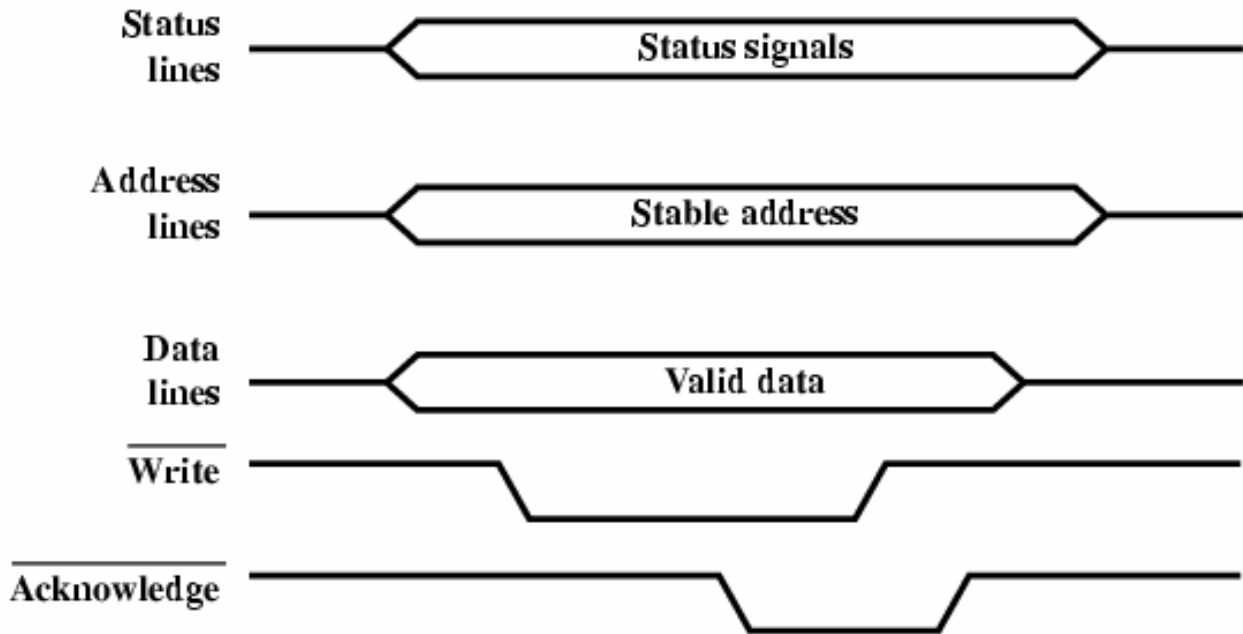 Status
lines
Status signals
Address
lines
Stable address
Data
lines
Valid data
Write
Acknowledge